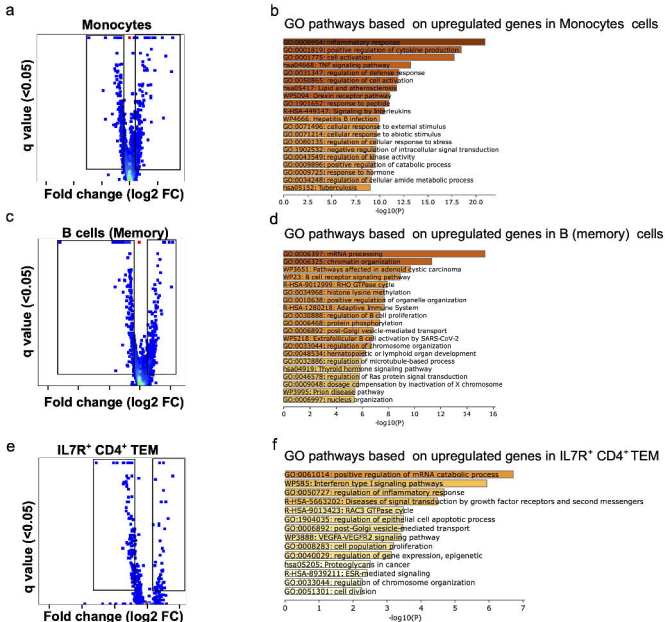 a
Monocytes
q value (<0.05)
Fold change (log2 FC)
b
GO pathways based on upregulated genes in Monocytes cells
GO:0006954: inflammatory response
GO:0001819: positive regulation of cytokine production
GO:0001775: cell activation
hsa04668: TNF signaling pathway
GO:0031347: regulation of defense response
GO:0050865: regulation of cell activation
hsa05417: Lipid and atherosclerosis
WP5094: Orexin receptor pathway
GO:1901652: response to peptide
R-HSA-449147: Signaling by Interleukins
WP4666: Hepatitis B infection
GO:0071496: cellular response to external stimulus
GO:0071214: cellular response to abiotic stimulus
GO:0080135: regulation of cellular response to stress
GO:1902532: negative regulation of intracellular signal transduction
GO:0043549: regulation of kinase activity
GO:0009896: positive regulation of catabolic process
GO:0009725: response to hormone
GO:0034248: regulation of cellular amide metabolic process
hsa05152: Tuberculosis
0.0 2.5 5.0 7.5 10.0 12.5 15.0 17.5 20.0
-log10(P)
c
B cells (Memory)
q value (<0.05)
Fold change (log2 FC)
d
GO pathways based on upregulated genes in B (memory) cells
GO:0006397: mRNA processing
GO:0006325: chromatin organization
WP3651: Pathways affected in adenoid cystic carcinoma
WP23: B cell receptor signaling pathway
R-HSA-9012999: RHO GTPase cycle
GO:0034968: histone lysine methylation
GO:0010638: positive regulation of organelle organization
R-HSA-1280218: Adaptive Immune System
GO:0030888: regulation of B cell proliferation
GO:0006468: protein phosphorylation
GO:0006892: post-Golgi vesicle-mediated transport
WP5218: Extrafollicular B cell activation by SARS-CoV-2
GO:0033044: regulation of chromosome organization
GO:0048534: hematopoietic or lymphoid organ development
GO:0032886: regulation of microtubule-based process
hsa04919: Thyroid hormone signaling pathway
GO:0046578: regulation of Ras protein signal transduction
GO:0009048: dosage compensation by inactivation of X chromosome
WP3995: Prion disease pathway
GO:0006997: nucleus organization
0 2 4 6 8 10 12 14 16
-log10(P)
e
IL7R⁺ CD4⁺ TEM
q value (<0.05)
Fold change (log2 FC)
f
GO pathways based on upregulated genes in IL7R⁺ CD4⁺ TEM
GO:0061014: positive regulation of mRNA catabolic process
WP585: Interferon type I signaling pathways
GO:0050727: regulation of inflammatory response
R-HSA-5663202: Diseases of signal transduction by growth factor receptors and second messengers
R-HSA-9013423: RAC3 GTPase cycle
GO:1904035: regulation of epithelial cell apoptotic process
GO:0006892: post-Golgi vesicle-mediated transport
WP3888: VEGFA-VEGFR2 signaling pathway
GO:0008283: cell population proliferation
GO:0040029: regulation of gene expression, epigenetic
hsa05205: Proteoglycans in cancer
R-HSA-8939211: ESR-mediated signaling
GO:0033044: regulation of chromosome organization
GO:0051301: cell division
0 1 2 3 4 5 6 7
-log10(P)